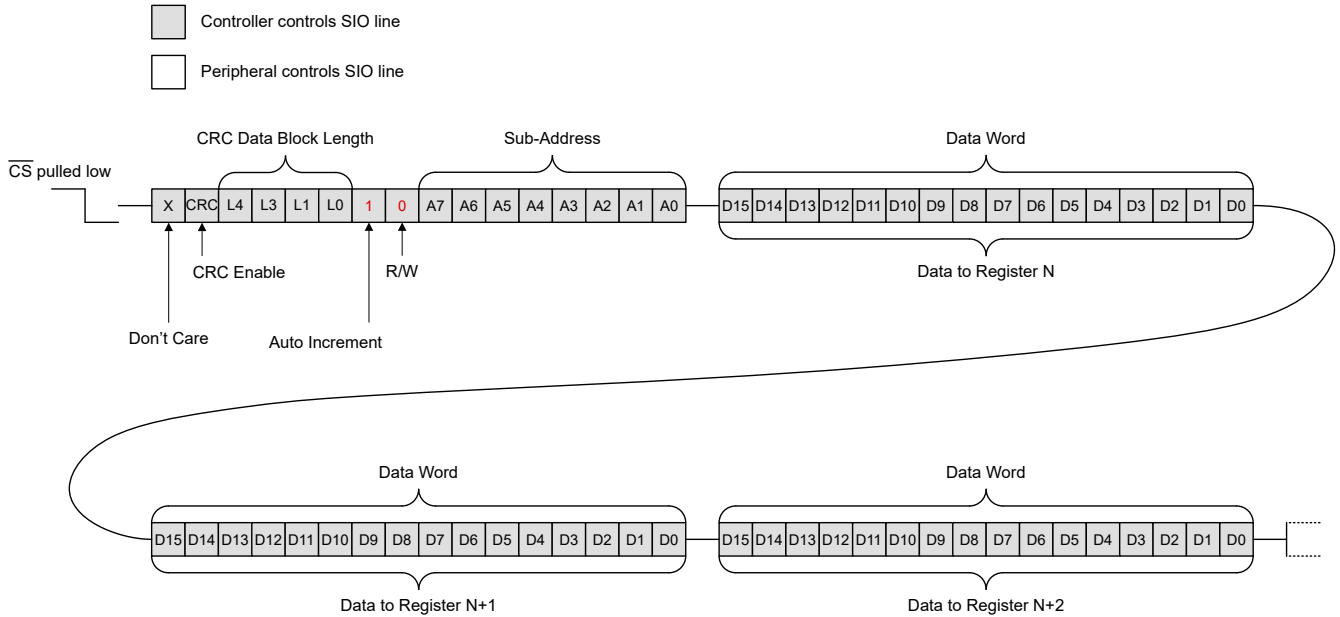 Controller controls SIO line
Peripheral controls SIO line
CRC Data Block Length
Sub-Address
Data Word
CS pulled low
X CRC L4 L3 L1 L0 1 0 A7 A6 A5 A4 A3 A2 A1 A0 D15 D14 D13 D12 D11 D10 D9 D8 D7 D6 D5 D4 D3 D2 D1 D0
CRC Enable
R/W
Data to Register N
Don't Care
Auto Increment
Data Word
Data Word
D15 D14 D13 D12 D11 D10 D9 D8 D7 D6 D5 D4 D3 D2 D1 D0 D15 D14 D13 D12 D11 D10 D9 D8 D7 D6 D5 D4 D3 D2 D1 D0
Data to Register N+1
Data to Register N+2